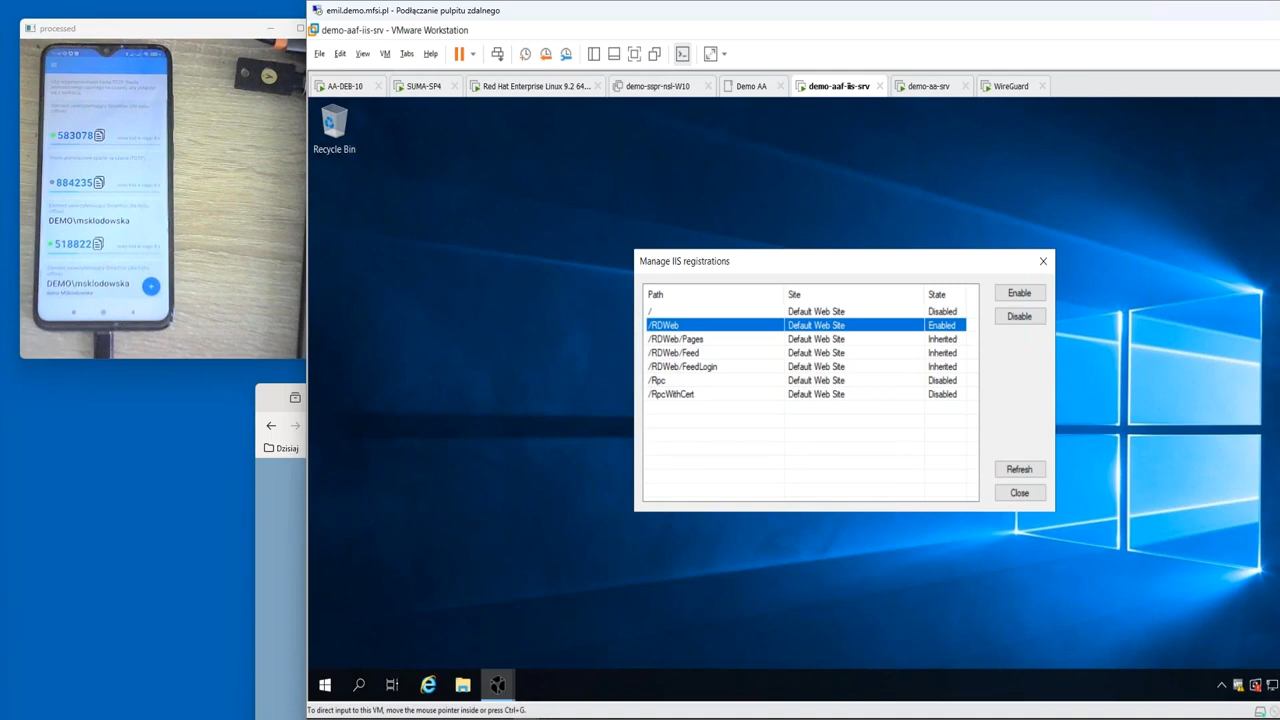 processed
583078
884235
DEMO\msklodowska
518822
DEMO\msklodowska
Dzisiaj
emil.demo.mfsi.pl - Podłączanie pulpitu zdalnego
demo-aaf-iis-srv - VMware Workstation
File Edit View VM Tabs Help
AA-DEB-10 SUMA-SP4 Red Hat Enterprise Linux 9.2 64... demo-sspr-nsl-W10 Demo AA demo-aaf-iis-srv demo-aa-srv WireGuard
Recycle Bin
Manage IIS registrations
Path Site State
/ Default Web Site Disabled
/RDWeb Default Web Site Enabled
/RDWeb/Pages Default Web Site Inherited
/RDWeb/Feed Default Web Site Inherited
/RDWeb/FeedLogin Default Web Site Inherited
/Rpc Default Web Site Disabled
/RpcWithCert Default Web Site Disabled
Enable
Disable
Refresh
Close
To direct input to this VM, move the mouse pointer inside or press Ctrl+G.